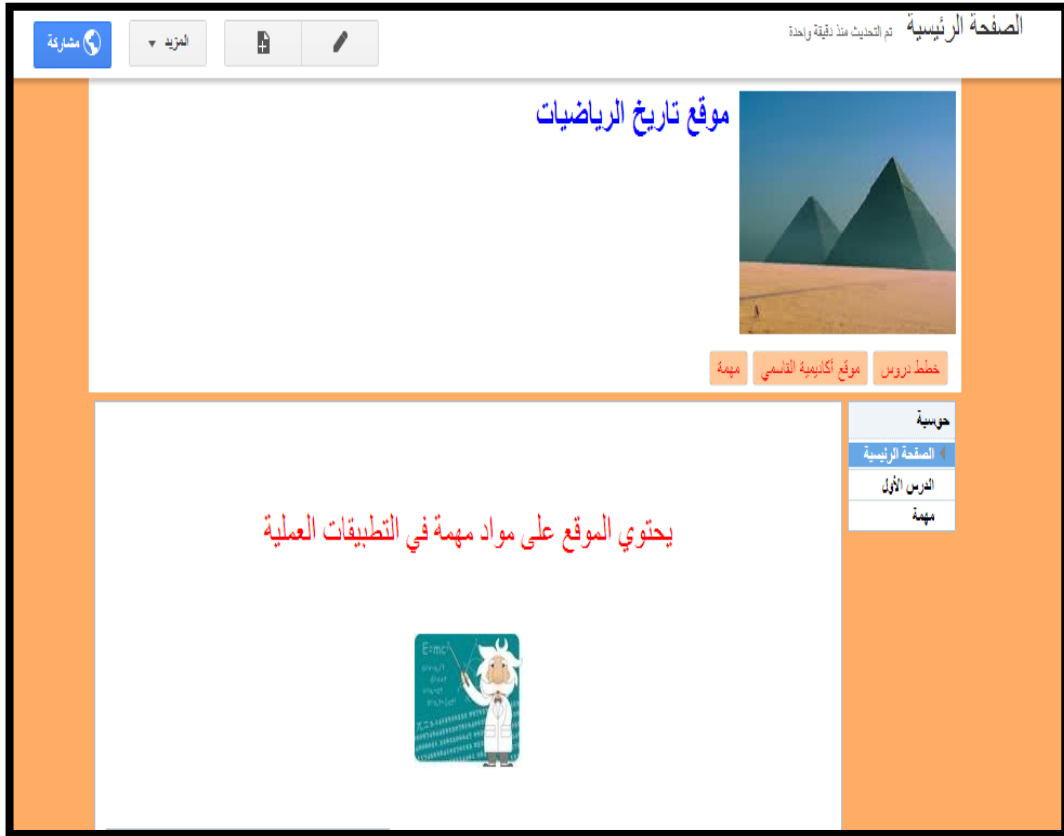 الصفحة الرئيسية تم التحديث منذ دقيقة واحدة
المزيد
مشاركة
موقع تاريخ الرياضيات
خطط دروس
موقع أكاديمية القاسمي
مهمة
حوسبة
الصفحة الرئيسية
الدرس الأول
مهمة
يحتوي الموقع على مواد مهمة في التطبيقات العملية
E=mc²